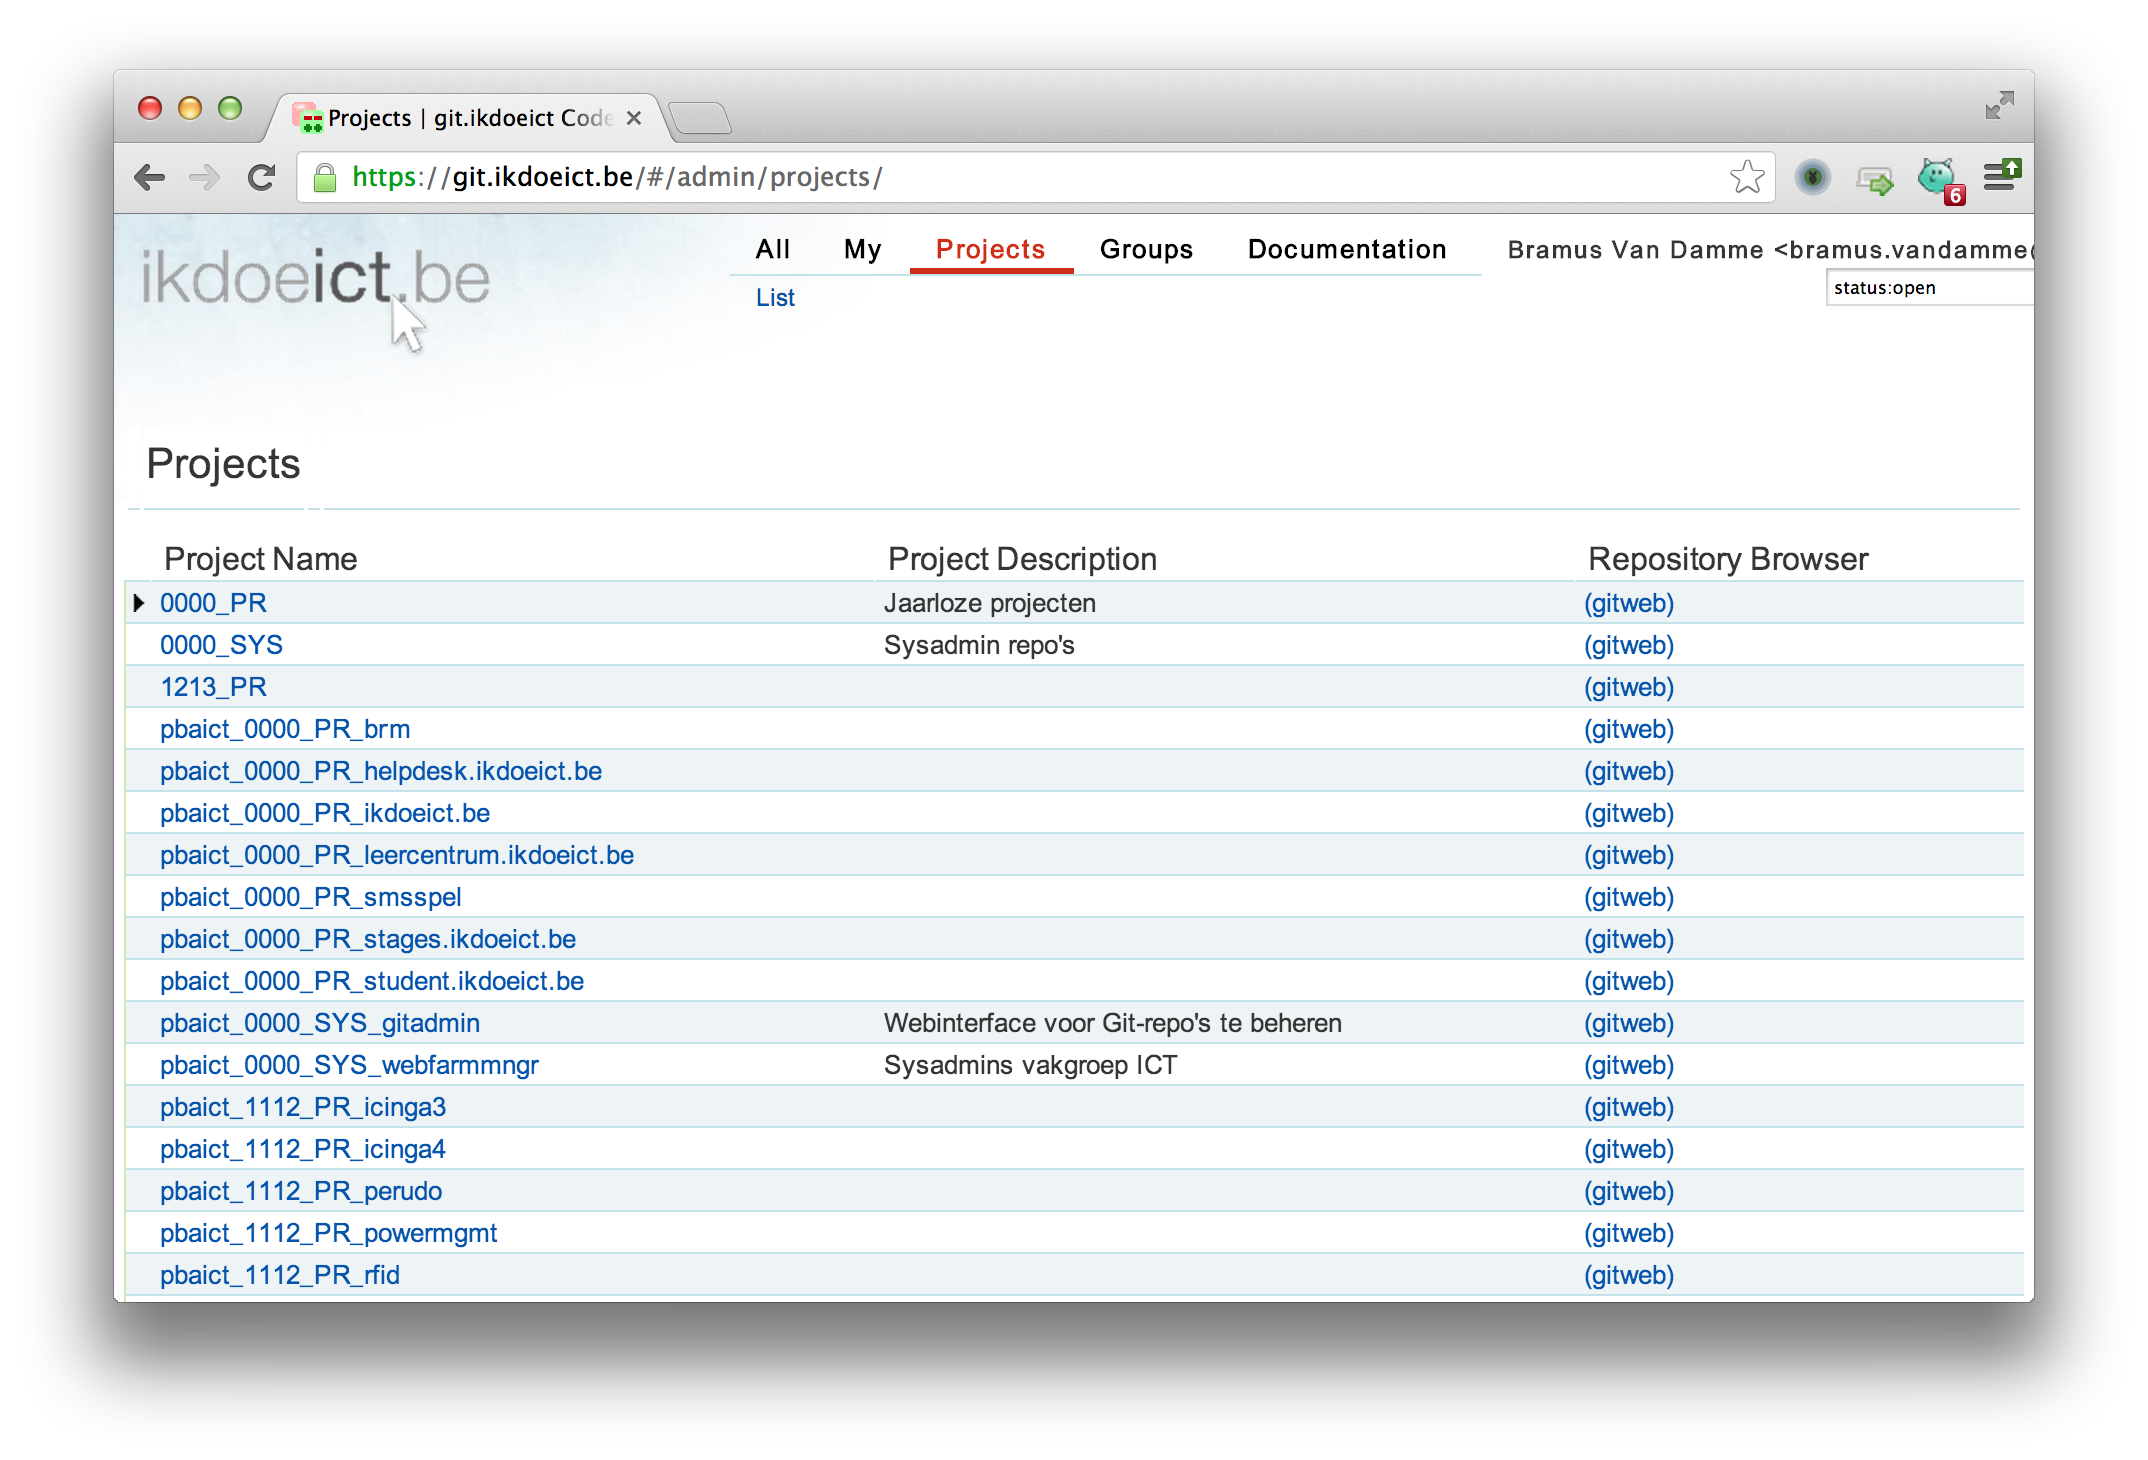 Projects | git.ikdoeict Code
https://git.ikdoeict.be/#/admin/projects/
6
ikdoeict.be
All My Projects Groups Documentation Bramus Van Damme <bramus.vandamme
List
status:open
Projects
Project Name Project Description Repository Browser
0000_PR Jaarloze projecten (gitweb)
0000_SYS Sysadmin repo's (gitweb)
1213_PR (gitweb)
pbaict_0000_PR_brm (gitweb)
pbaict_0000_PR_helpdesk.ikdoeict.be (gitweb)
pbaict_0000_PR_ikdoeict.be (gitweb)
pbaict_0000_PR_leercentrum.ikdoeict.be (gitweb)
pbaict_0000_PR_smsspel (gitweb)
pbaict_0000_PR_stages.ikdoeict.be (gitweb)
pbaict_0000_PR_student.ikdoeict.be (gitweb)
pbaict_0000_SYS_gitadmin Webinterface voor Git-repo's te beheren (gitweb)
pbaict_0000_SYS_webfarmmngr Sysadmins vakgroep ICT (gitweb)
pbaict_1112_PR_icinga3 (gitweb)
pbaict_1112_PR_icinga4 (gitweb)
pbaict_1112_PR_perudo (gitweb)
pbaict_1112_PR_powermgmt (gitweb)
pbaict_1112_PR_rfid (gitweb)